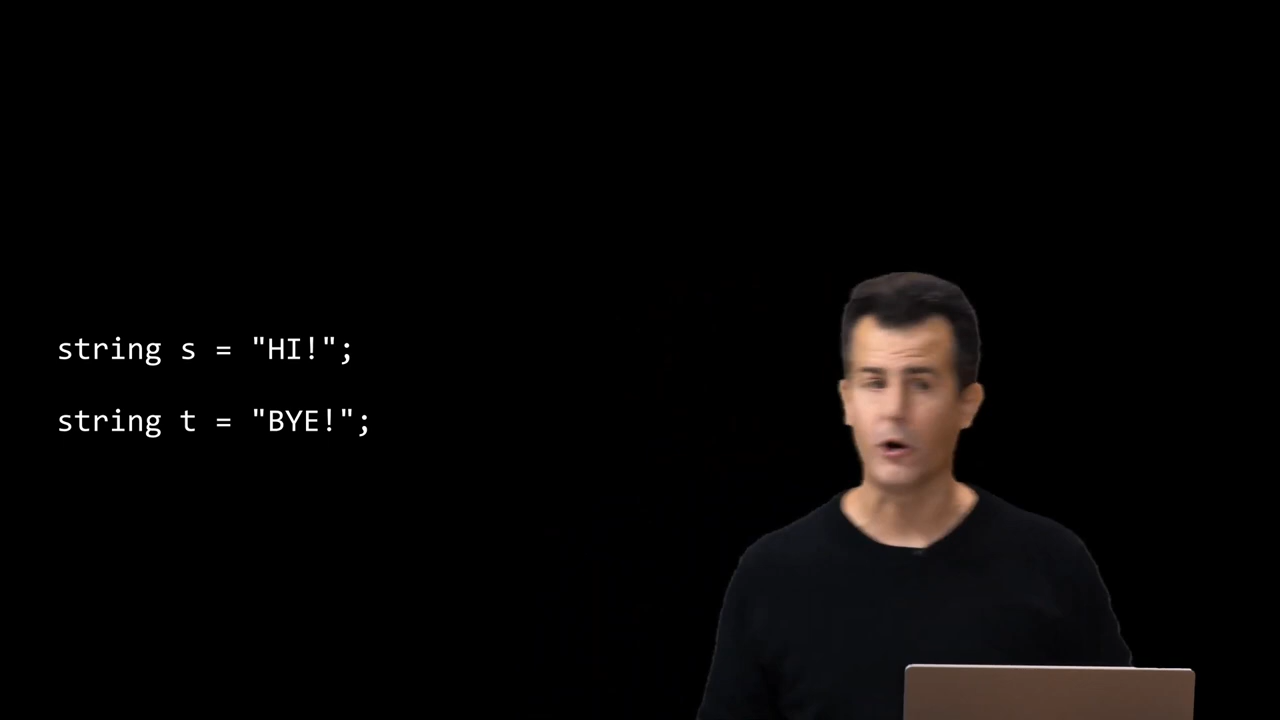 string s = "HI!";
string t = "BYE!";